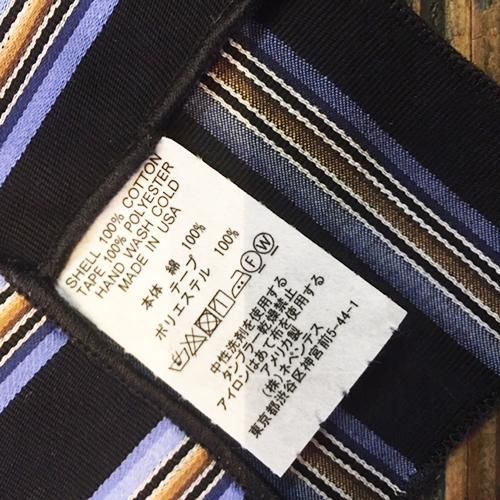 SHELL 100% COTTON
TAPE 100% POLYESTER
HAND WASH COLD
MADE IN USA
本体 綿 100%
テープ
ポリエステル 100%
中性洗剤を使用する
タンブラー乾燥禁止
アイロンはあて布を使用する
アメリカ製
(株)ネペンテス
東京都渋谷区神宮前5-44-1